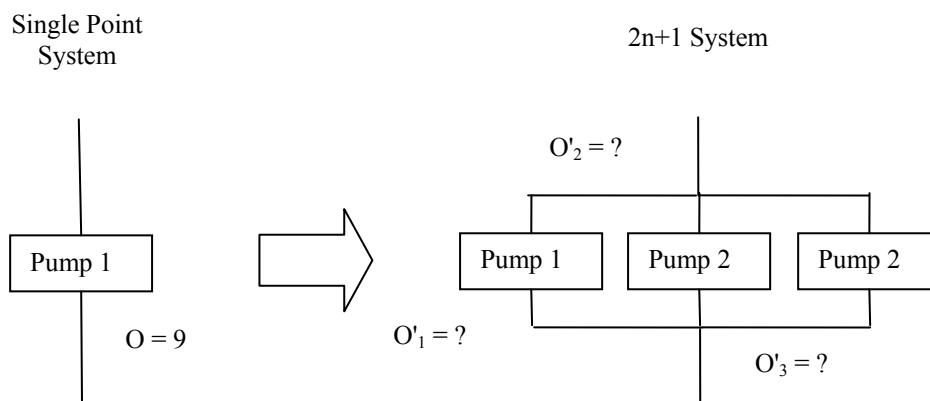 Single Point
System
2n+1 System
O'2 = ?
Pump 1
Pump 1
Pump 2
Pump 2
O = 9
O'1 = ?
O'3 = ?